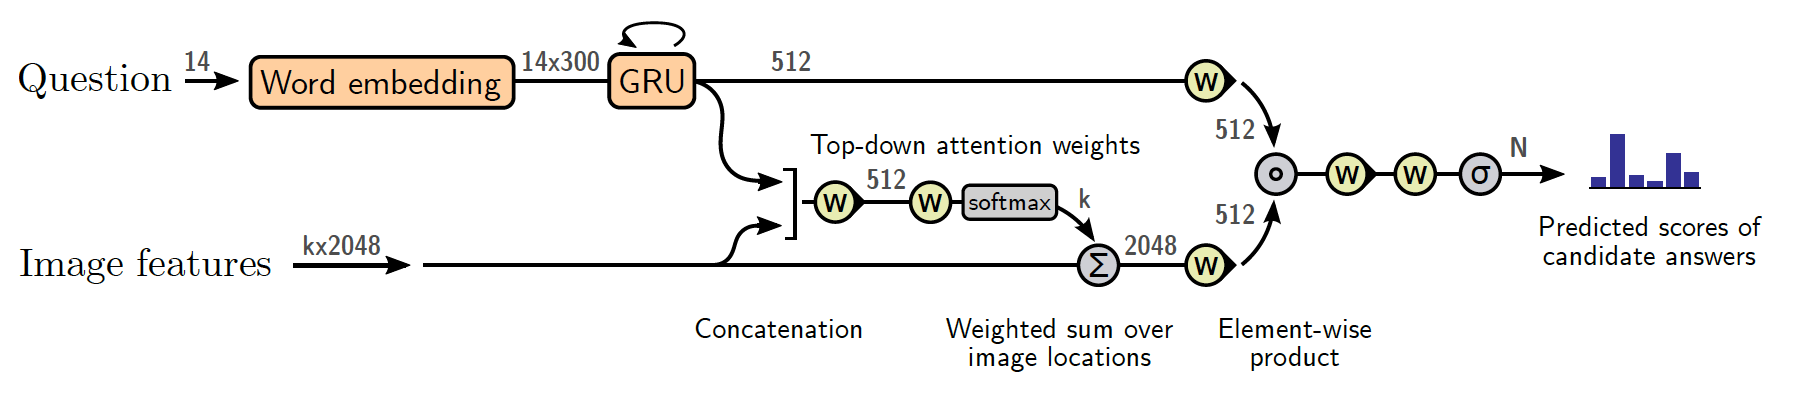 Question
14
Word embedding
14x300
GRU
512
w
512
Top-down attention weights
w
512
w
softmax
k
Image features
kx2048
Σ
2048
w
512
w
w
σ
N
Predicted scores of
candidate answers
Concatenation
Weighted sum over
image locations
Element-wise
product